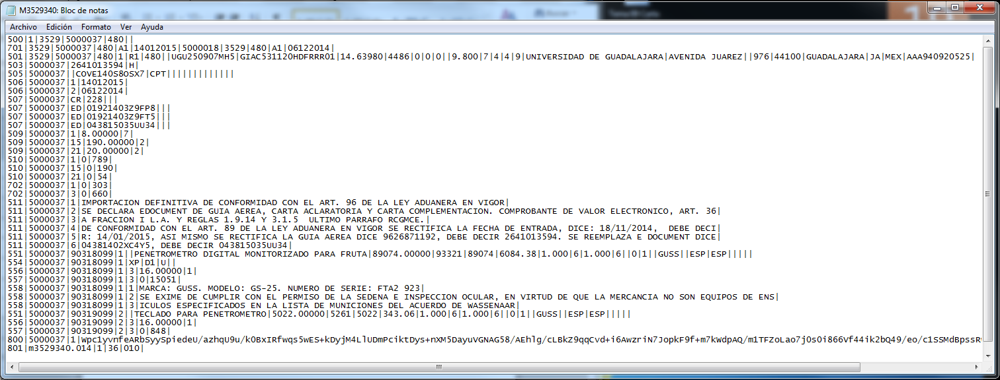 M3529340: Bloc de notas
Archivo Edición Formato Ver Ayuda
500|1|3529|5000037|480||
701|3529|5000037|480|A1|14012015|5000018|3529|480|A1|06122014|
501|3529|5000037|480|1|R1|480||UGU250907MH5|GIAC531120HDFRRR01|14.63980|4486|0|0|0||9.800|7|4|4|9|UNIVERSIDAD DE GUADALAJARA|AVENIDA JUAREZ||976|44100|GUADALAJARA|JA|MEX|AAA940920525|
503|5000037|2641013594|H|
505|5000037||COVE140S8OSX7|CPT|||||||||||||
506|5000037|1|14012015|
506|5000037|2|06122014|
507|5000037|CR|228|||
507|5000037|ED|01921403Z9FP8|||
507|5000037|ED|01921403Z9FT5|||
507|5000037|ED|043815035UU34|||
509|5000037|1|8.00000|7|
509|5000037|15|190.00000|2|
509|5000037|21|20.00000|2|
510|5000037|1|0|789|
510|5000037|15|0|190|
510|5000037|21|0|54|
702|5000037|1|0|303|
702|5000037|3|0|660|
511|5000037|1|IMPORTACION DEFINITIVA DE CONFORMIDAD CON EL ART. 96 DE LA LEY ADUANERA EN VIGOR|
511|5000037|2|SE DECLARA EDOCUMENT DE GUIA AEREA, CARTA ACLARATORIA Y CARTA COMPLEMENTACION. COMPROBANTE DE VALOR ELECTRONICO, ART. 36|
511|5000037|3|A FRACCION I L.A. Y REGLAS 1.9.14 Y 3.1.5  ULTIMO PARRAFO RCGMCE.|
511|5000037|4|DE CONFORMIDAD CON EL ART. 89 DE LA LEY ADUANERA EN VIGOR SE RECTIFICA LA FECHA DE ENTRADA, DICE: 18/11/2014,  DEBE DECI|
511|5000037|5|R: 14/01/2015, ASI MISMO SE RECTIFICA LA GUIA AEREA DICE 9626871192, DEBE DECIR 2641013594. SE REEMPLAZA E DOCUMENT DICE|
511|5000037|6|04381402XC4Y5, DEBE DECIR 043815035UU34|
551|5000037|90318099|1||PENETROMETRO DIGITAL MONITORIZADO PARA FRUTA|89074.00000|93321|89074|6084.38|1.000|6|1.000|6||0|1||GUSS||ESP|ESP|||||
554|5000037|90318099|1|XP|D1|U||
556|5000037|90318099|1|3|16.00000|1|
557|5000037|90318099|1|3|0|15051|
558|5000037|90318099|1|1|MARCA: GUSS. MODELO: GS-25. NUMERO DE SERIE: FTA2 923|
558|5000037|90318099|1|2|SE EXIME DE CUMPLIR CON EL PERMISO DE LA SEDENA E INSPECCION OCULAR, EN VIRTUD DE QUE LA MERCANCIA NO SON EQUIPOS DE ENS|
558|5000037|90318099|1|3|ICULOS ESPECIFICADOS EN LA LISTA DE MUNICIONES DEL ACUERDO DE WASSENAAR|
551|5000037|90319099|2||TECLADO PARA PENETROMETRO|5022.00000|5261|5022|343.06|1.000|6|1.000|6||0|1||GUSS||ESP|ESP|||||
556|5000037|90319099|2|3|16.00000|1|
557|5000037|90319099|2|3|0|848|
800|5000037|1|Wpc1yvnfeARbSyySpiedeU/azhqU9u/k0BxIRfwqs5wES+kDyjM4LlUDmPciktDys+nXM5DayuVGNAG58/AEhlg/cLBkZ9qqCvd+i6AwzriN7JopkF9f+m7kWdpAQ/m1TFZoLao7j0s0i866Vf44ik2bQ49/eo/c1SSMdBpssR
801|m3529340.014|1|36|010|